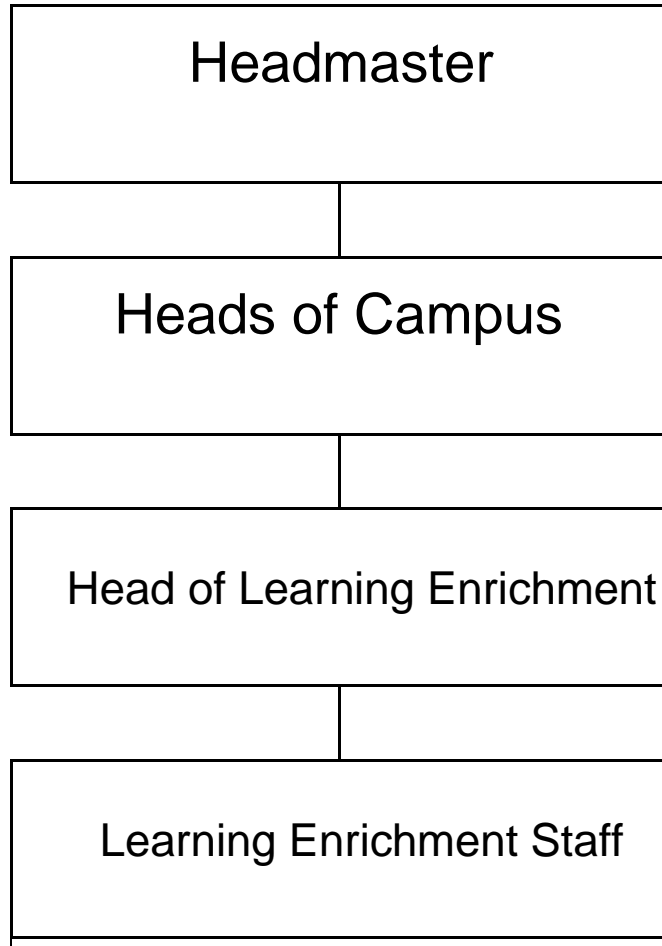 Headmaster
Heads of Campus
Head of Learning Enrichment
Learning Enrichment Staff